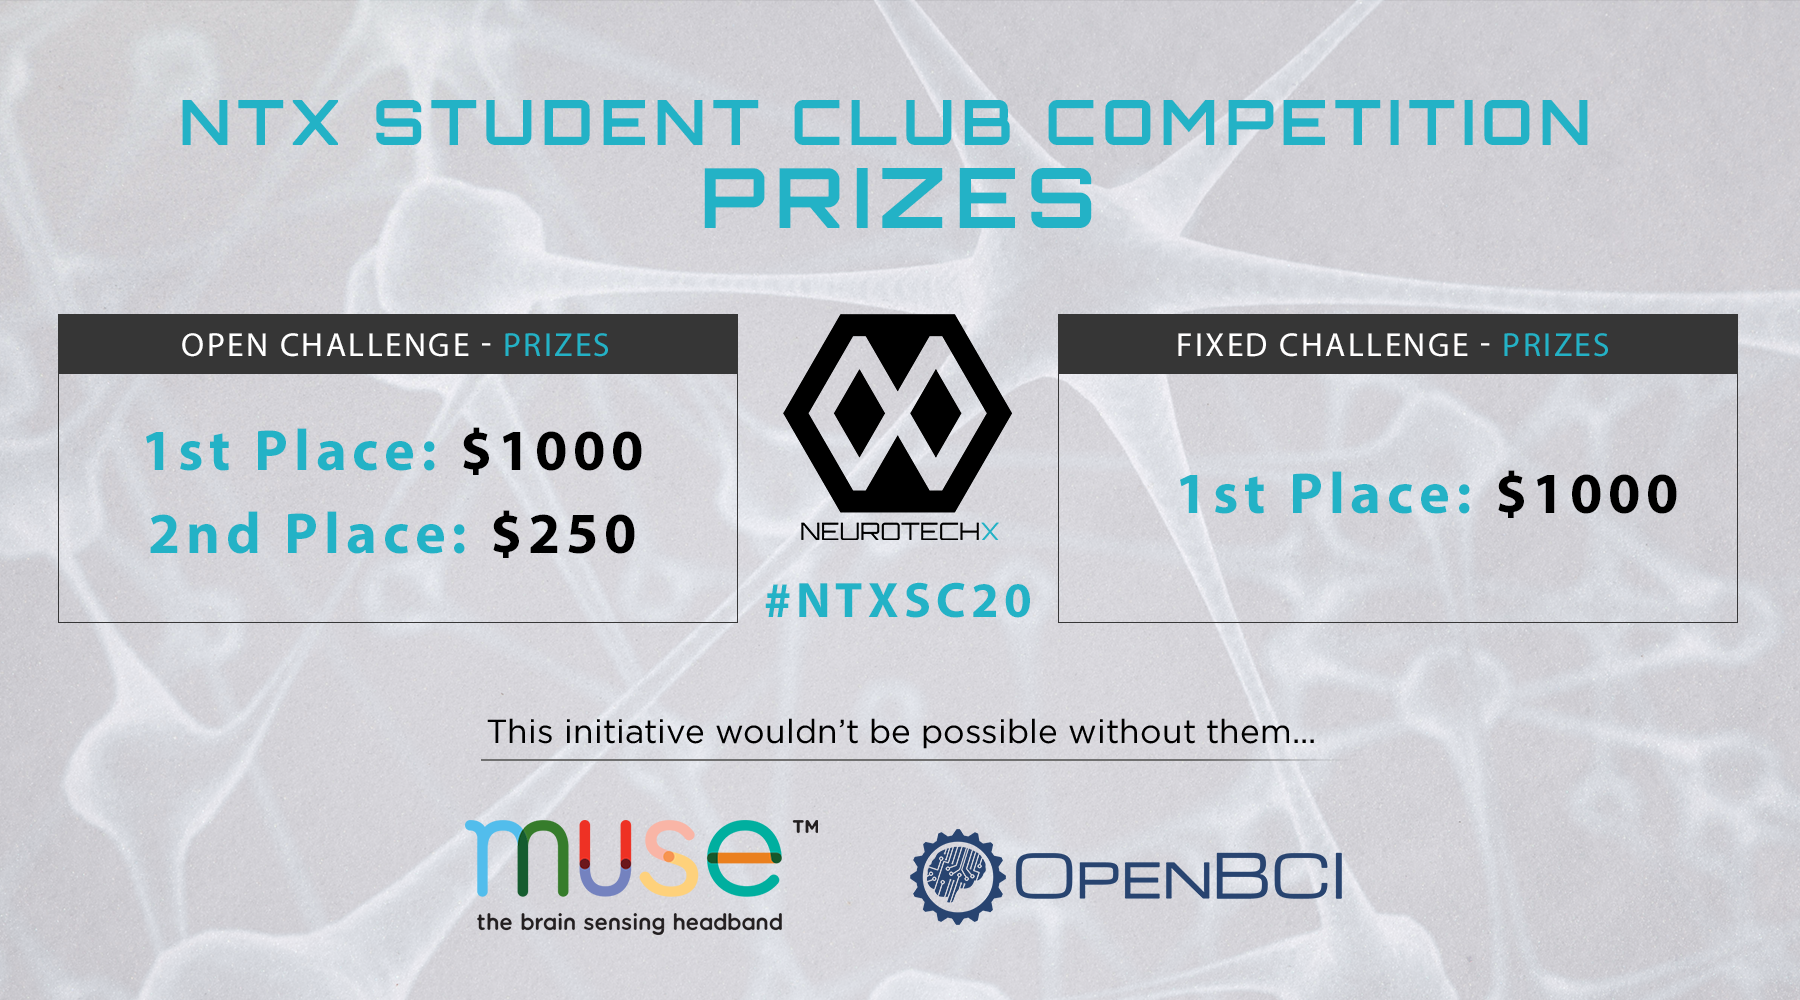 NTX STUDENT CLUB COMPETITION
PRIZES
OPEN CHALLENGE - PRIZES
1st Place: $1000
2nd Place: $250
NEUROTECHX
#NTXSC20
FIXED CHALLENGE - PRIZES
1st Place: $1000
This initiative wouldn't be possible without them...
muse™
the brain sensing headband
OPENBCI